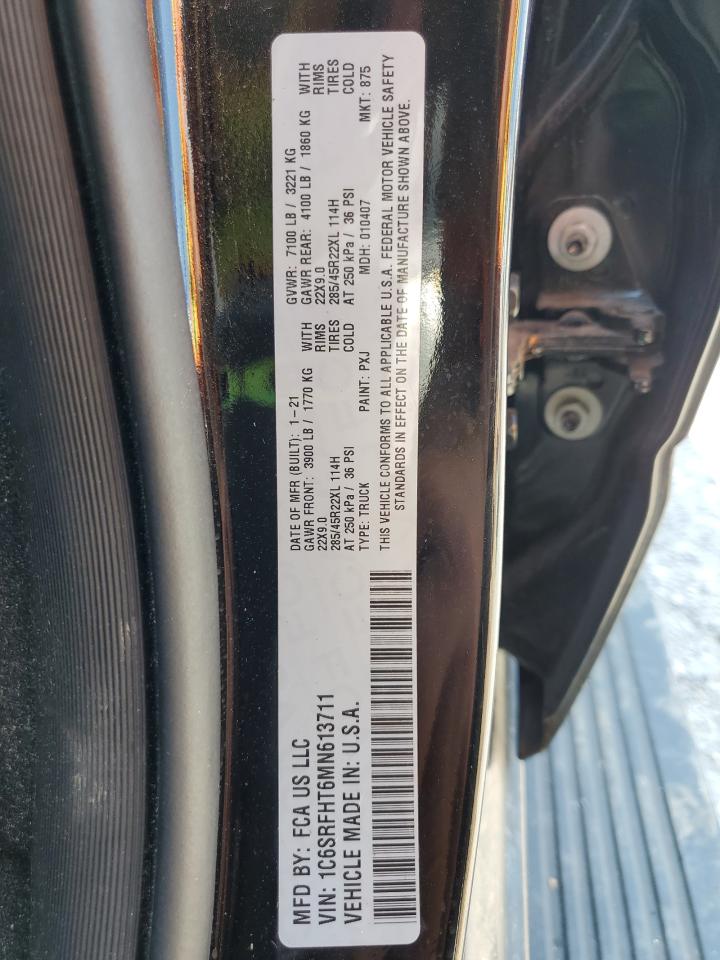 MFD BY: FCA US LLC
VIN: 1C6SRFHT6MN613711
VEHICLE MADE IN: U.S.A.
DATE OF MFR (BUILT): 1-21 GVWR: 7100 LB / 3221 KG
GAWR FRONT: 3900 LB / 1770 KG WITH GAWR REAR: 4100 LB / 1860 KG WITH
22X9.0 RIMS 22X9.0 RIMS
285/45R22XL 114H TIRES 285/45R22XL 114H TIRES
AT 250 kPa / 36 PSI COLD AT 250 kPa / 36 PSI COLD
TYPE: TRUCK PAINT: PXJ MDH: 010407 MKT: 875
THIS VEHICLE CONFORMS TO ALL APPLICABLE U.S.A. FEDERAL MOTOR VEHICLE SAFETY
STANDARDS IN EFFECT ON THE DATE OF MANUFACTURE SHOWN ABOVE.